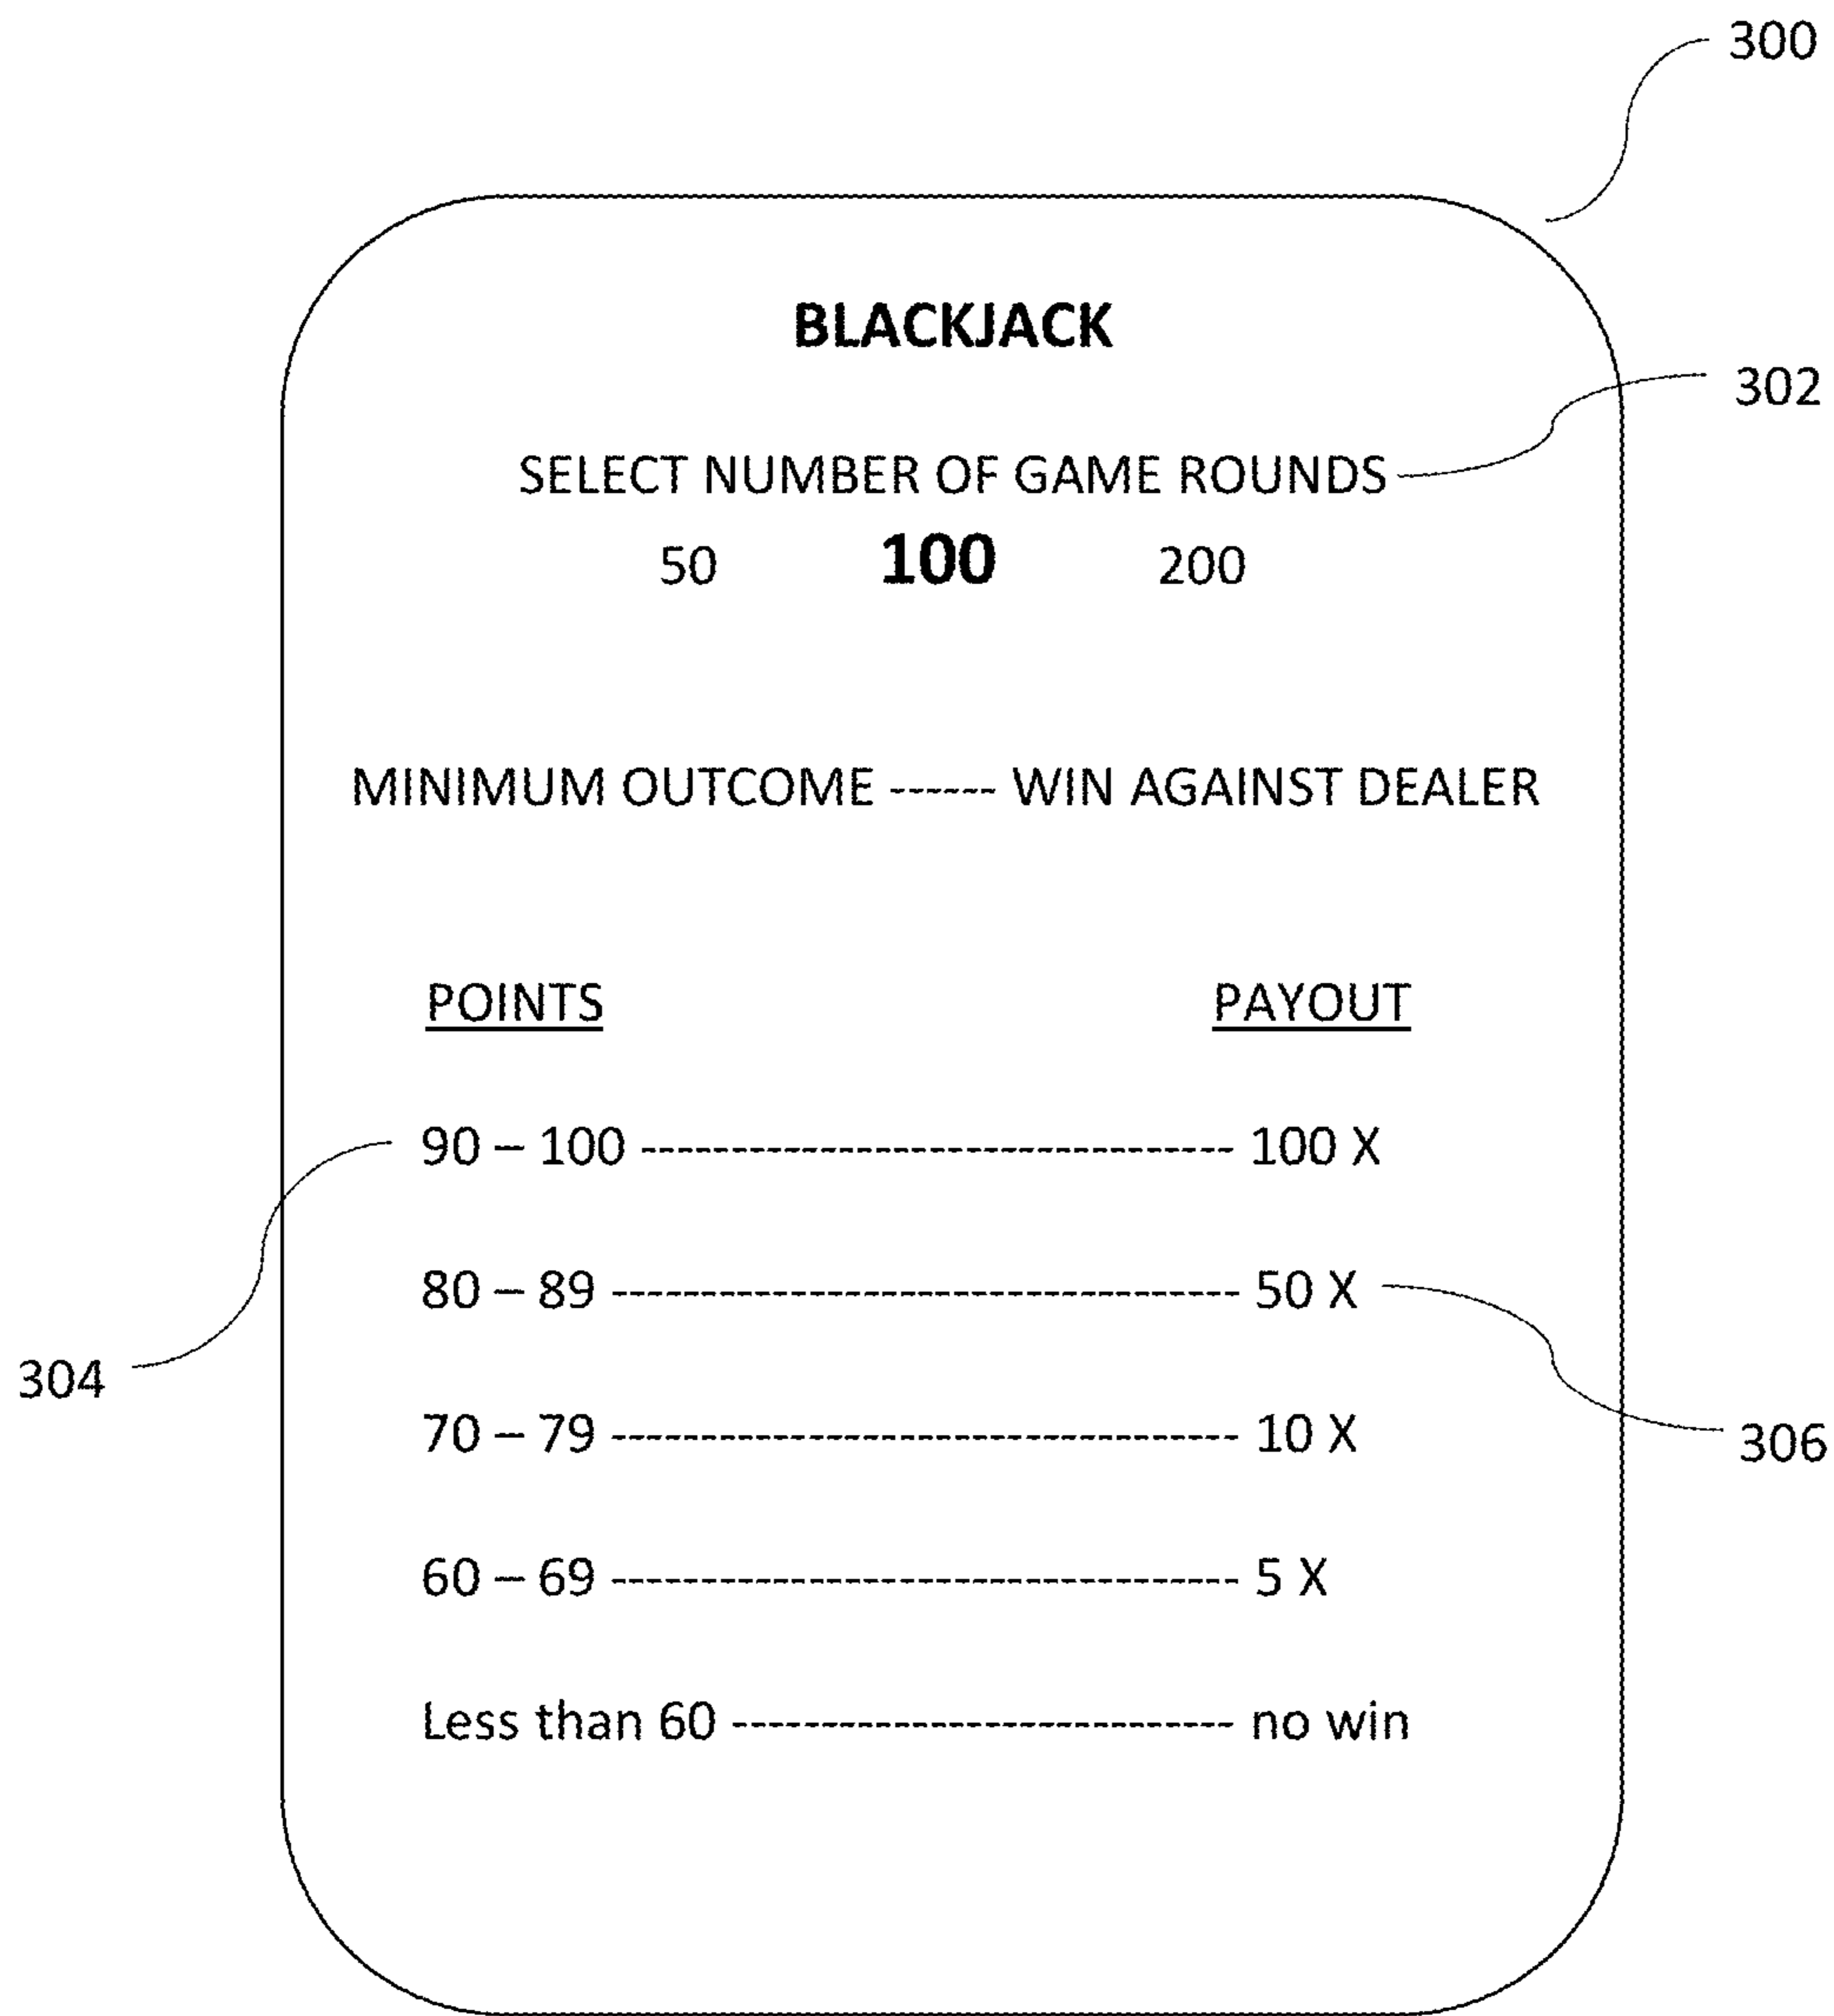 300
BLACKJACK
302
SELECT NUMBER OF GAME ROUNDS
50 100 200
MINIMUM OUTCOME ------ WIN AGAINST DEALER
POINTS PAYOUT
90 – 100 --------------------------------- 100 X
80 – 89 ----------------------------------- 50 X
304
70 – 79 ----------------------------------- 10 X
306
60 – 69 ----------------------------------- 5 X
Less than 60 ---------------------------- no win